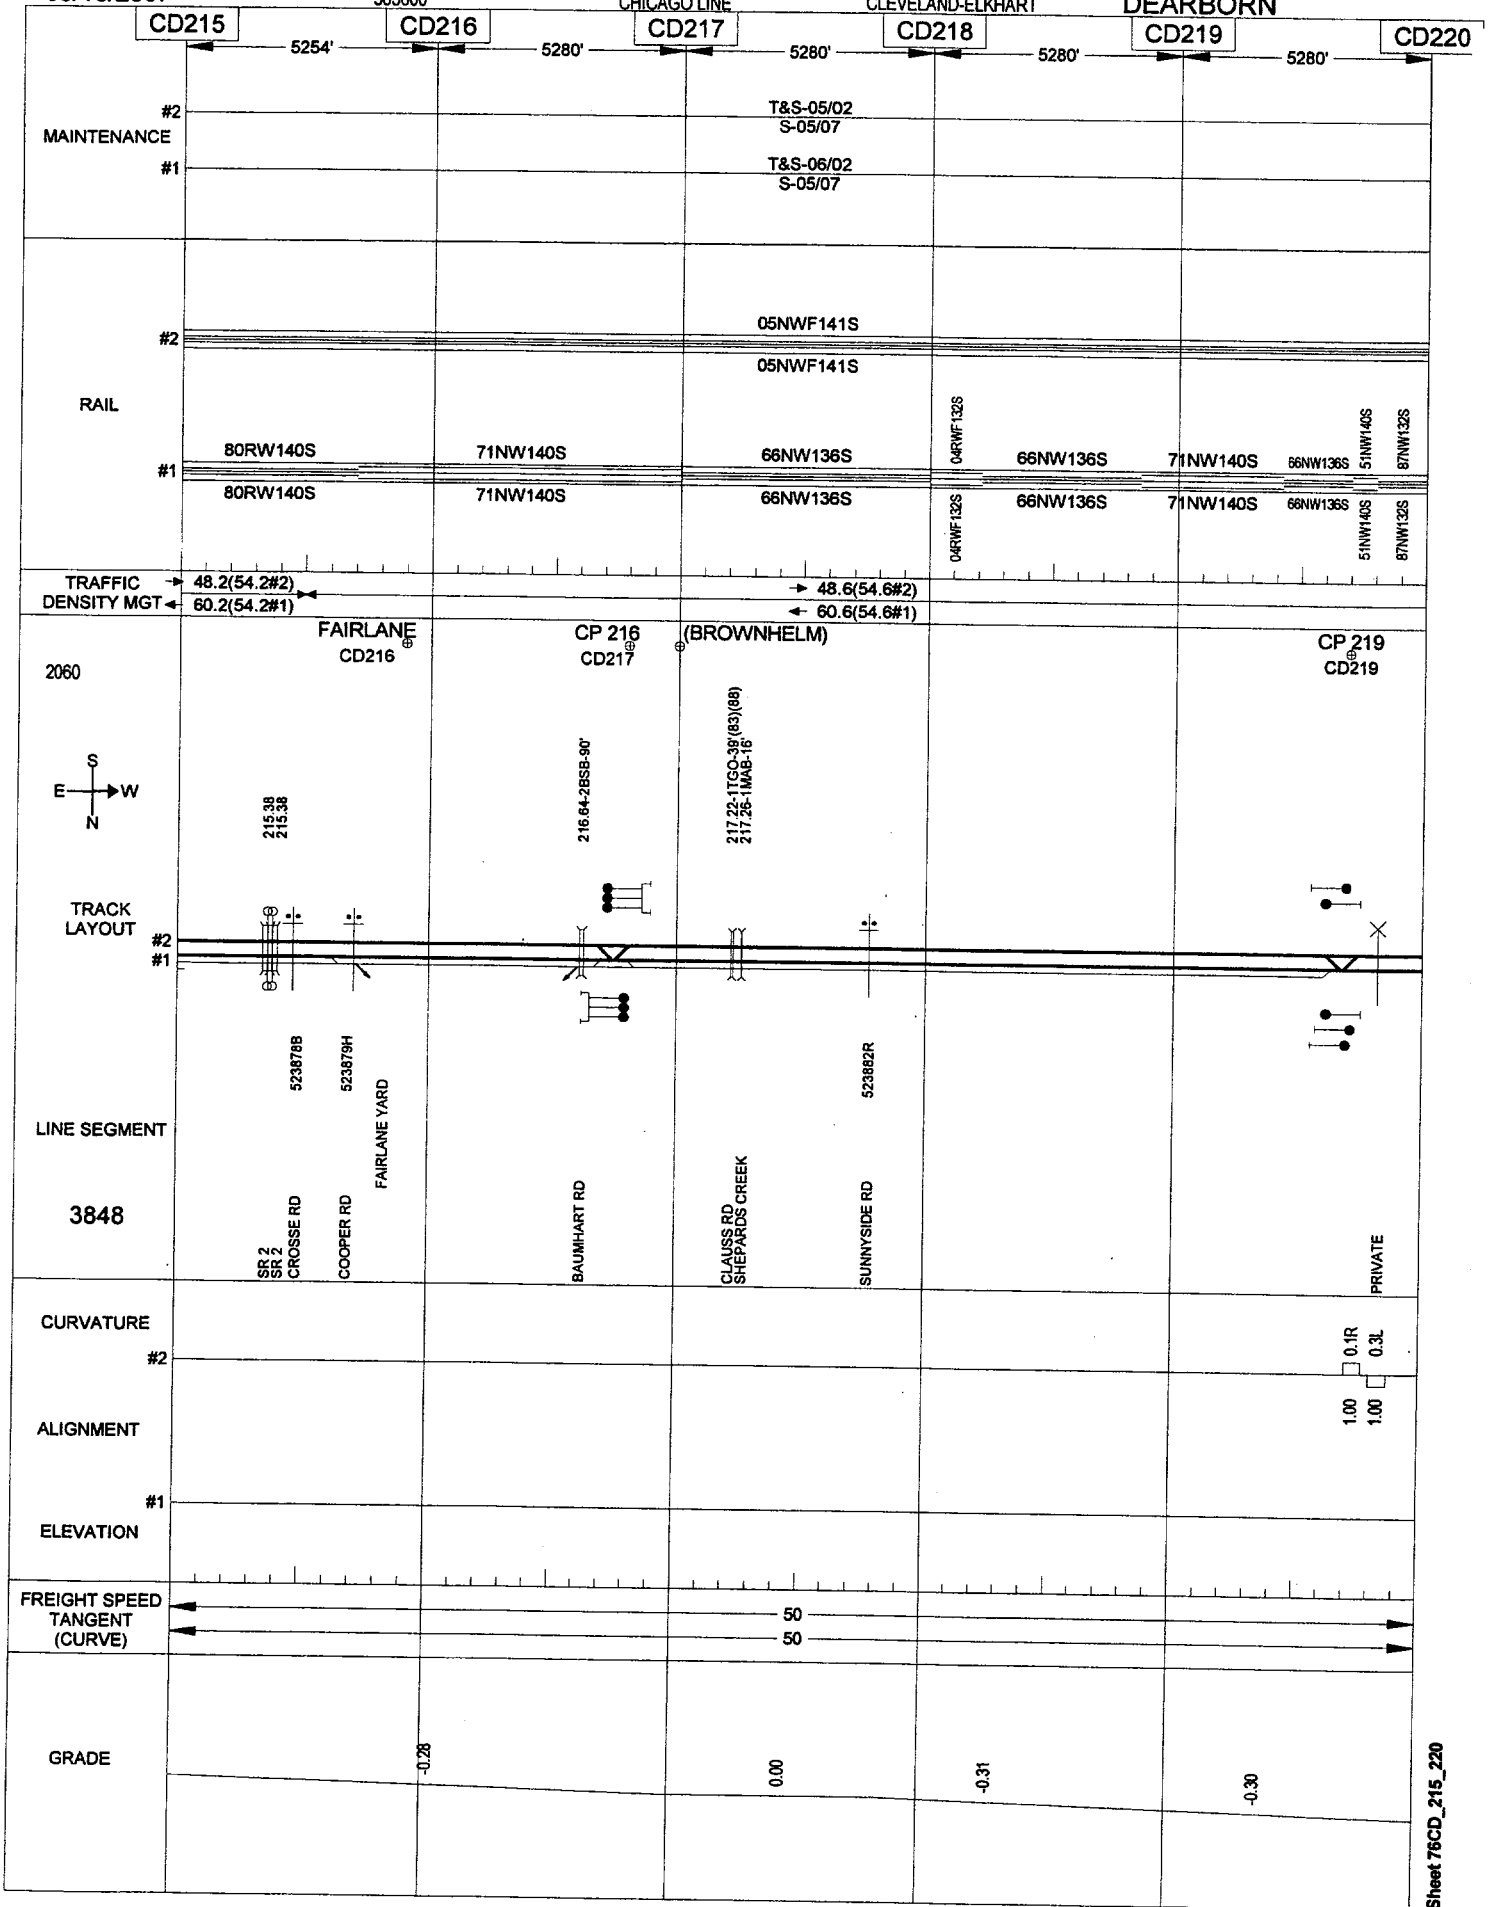 CHICAGO LINE
CLEVELAND-ELKHART
DEARBORN
CD215
CD216
CD217
CD218
CD219
CD220
5254'
5280'
5280'
5280'
5280'
MAINTENANCE
#2
T&S-05/02
S-05/07
#1
T&S-06/02
S-05/07
RAIL
#2
05NWF141S
05NWF141S
#1
80RW140S
71NW140S
66NW136S
04RWF132S
66NW136S
71NW140S
66NW136S
51NW140S
87NW132S
80RW140S
71NW140S
66NW136S
04RWF132S
66NW136S
71NW140S
66NW136S
51NW140S
87NW132S
TRAFFIC
DENSITY MGT
48.2(54.2#2)
60.2(54.2#1)
48.6(54.6#2)
60.6(54.6#1)
2060
FAIRLANE
CD216
CP 216
CD217
(BROWNHELM)
CP 219
CD219
S
E
W
N
215.38
215.38
216.64-2BSB-90'
217.22-1TGO-39'(83)(88)
217.26-1MAB-16'
TRACK
LAYOUT
#2
#1
523878B
523879H
FAIRLANE YARD
523882R
LINE SEGMENT
3848
SR 2
SR 2
CROSSE RD
COOPER RD
BAUMHART RD
CLAUSS RD
SHEPARDS CREEK
SUNNYSIDE RD
PRIVATE
CURVATURE
#2
0.1R
0.3L
1.00
1.00
ALIGNMENT
#1
ELEVATION
FREIGHT SPEED
TANGENT
(CURVE)
50
50
GRADE
-0.28
0.00
-0.31
-0.30
Sheet 76CD_215_220